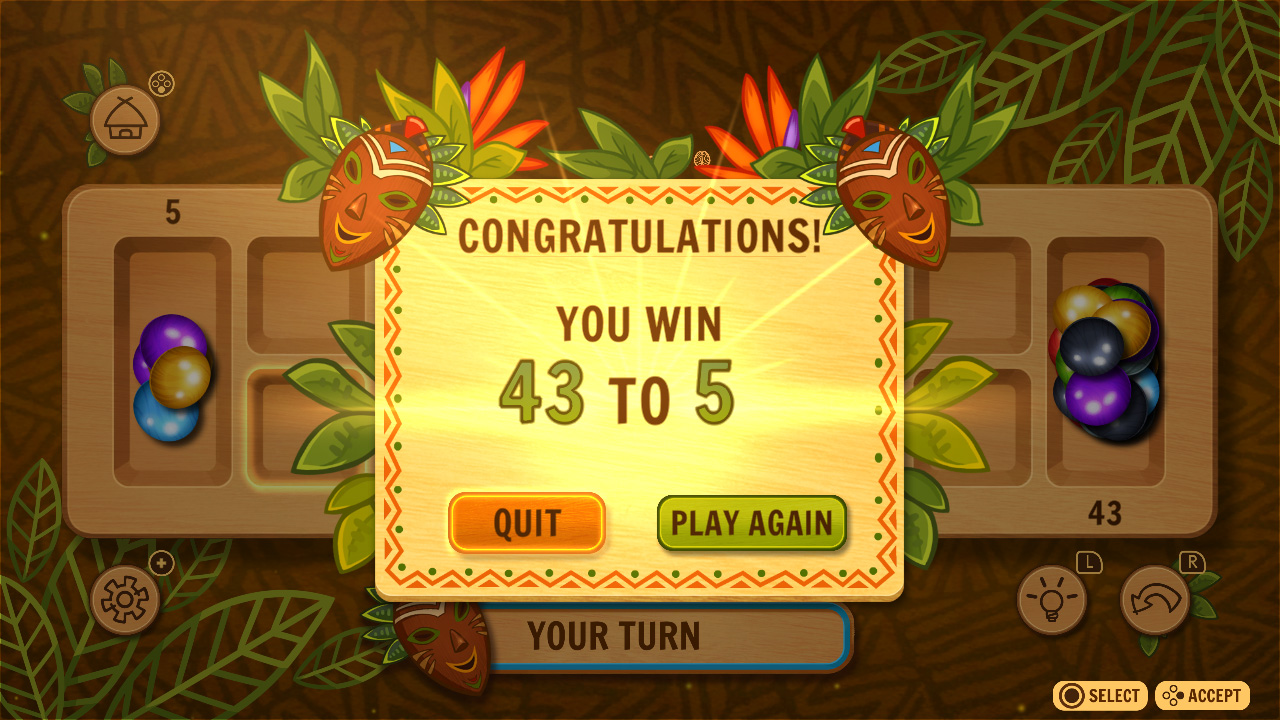 5
CONGRATULATIONS!
YOU WIN
43 TO 5
QUIT
PLAY AGAIN
43
+
L
R
YOUR TURN
SELECT
ACCEPT